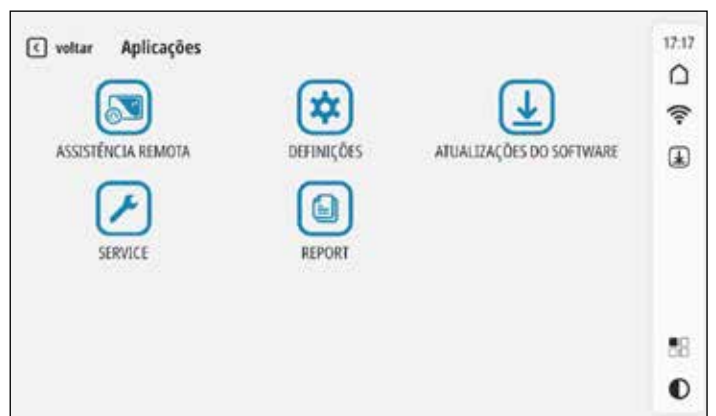 voltar Aplicações
17:17
ASSISTÊNCIA REMOTA
DEFINIÇÕES
ATUALIZAÇÕES DO SOFTWARE
SERVICE
REPORT